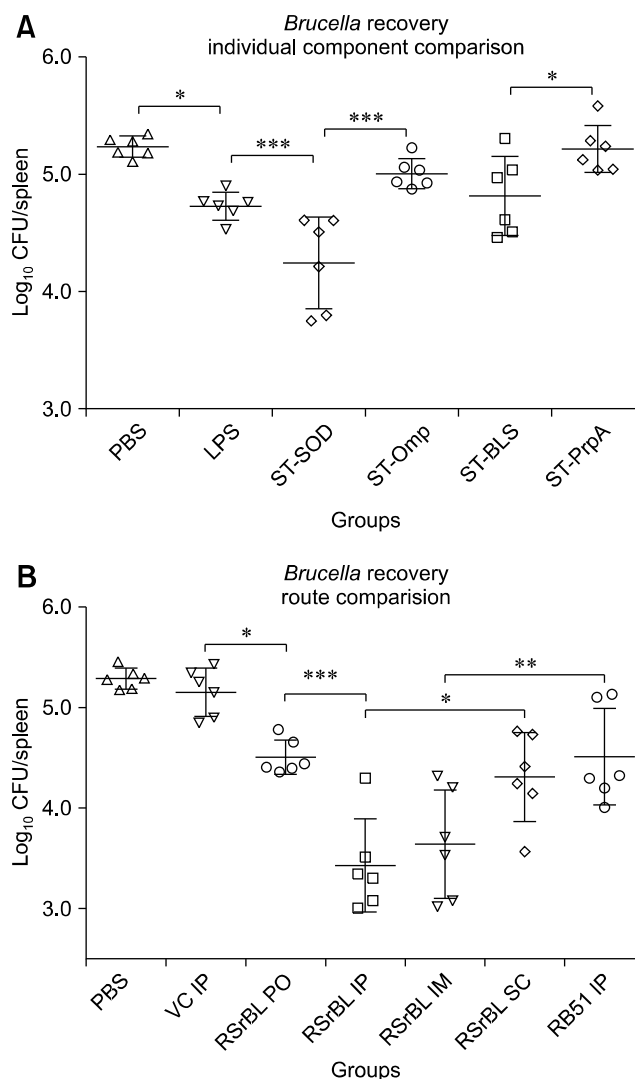 A
Brucella recovery
individual component comparison
6.0
5.0
4.0
3.0
Log10 CFU/spleen
* *** *** *
PBS LPS ST-SOD ST-Omp ST-BLS ST-PrpA
Groups
B
Brucella recovery
route comparision
6.0
5.0
4.0
3.0
Log10 CFU/spleen
* *** * **
PBS VC IP RSrBL PO RSrBL IP RSrBL IM RSrBL SC RB51 IP
Groups